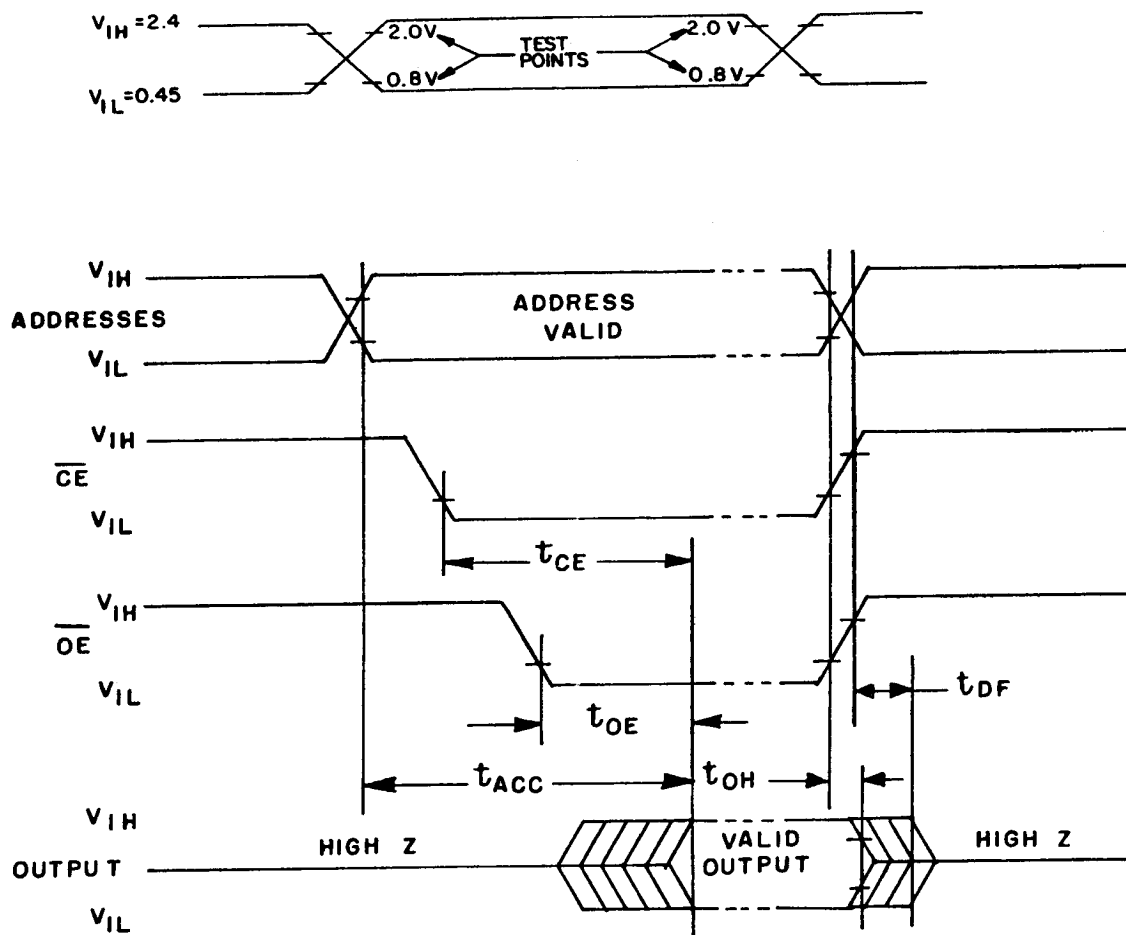 VIH=2.4
2.0V TEST POINTS 2.0V
0.8V 0.8V
VIL=0.45
VIH
ADDRESSES
ADDRESS
VALID
VIL
VIH
CE
VIL
tCE
VIH
OE
VIL
tDF
tOE
tACC
tOH
VIH
HIGH Z
VALID
OUTPUT
HIGH Z
OUTPUT
VIL